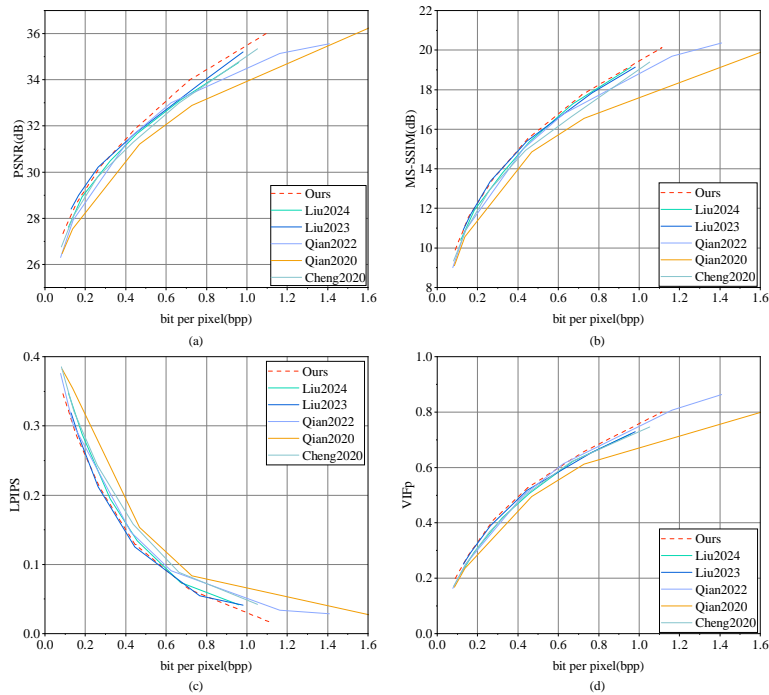 36
34
32
30
28
26
PSNR(dB)
0.0 0.2 0.4 0.6 0.8 1.0 1.2 1.4 1.6
bit per pixel(bpp)
Ours
Liu2024
Liu2023
Qian2022
Qian2020
Cheng2020
(a)
22
20
18
16
14
12
10
8
MS-SSIM(dB)
0.0 0.2 0.4 0.6 0.8 1.0 1.2 1.4 1.6
bit per pixel(bpp)
Ours
Liu2024
Liu2023
Qian2022
Qian2020
Cheng2020
(b)
0.4
0.3
0.2
0.1
0.0
LPIPS
0.0 0.2 0.4 0.6 0.8 1.0 1.2 1.4 1.6
bit per pixel(bpp)
Ours
Liu2024
Liu2023
Qian2022
Qian2020
Cheng2020
(c)
1.0
0.8
0.6
0.4
0.2
0.0
VIFp
0.0 0.2 0.4 0.6 0.8 1.0 1.2 1.4 1.6
bit per pixel(bpp)
Ours
Liu2024
Liu2023
Qian2022
Qian2020
Cheng2020
(d)